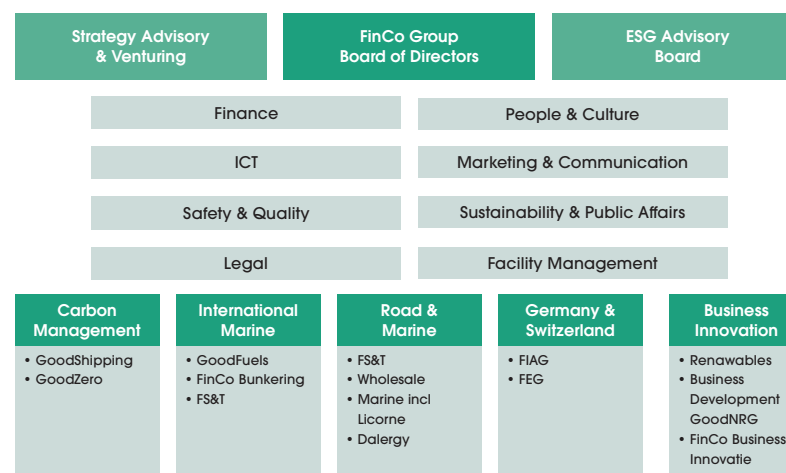 Strategy Advisory
& Venturing
FinCo Group
Board of Directors
ESG Advisory
Board
Finance
People & Culture
ICT
Marketing & Communication
Safety & Quality
Sustainability & Public Affairs
Legal
Facility Management
Carbon
Management
• GoodShipping
• GoodZero
International
Marine
• GoodFuels
• FinCo Bunkering
• FS&T
Road &
Marine
• FS&T
• Wholesale
• Marine incl
Licorne
• Dalergy
Germany &
Switzerland
• FIAG
• FEG
Business
Innovation
• Renawables
• Business
Development
GoodNRG
• FinCo Business
Innovatie